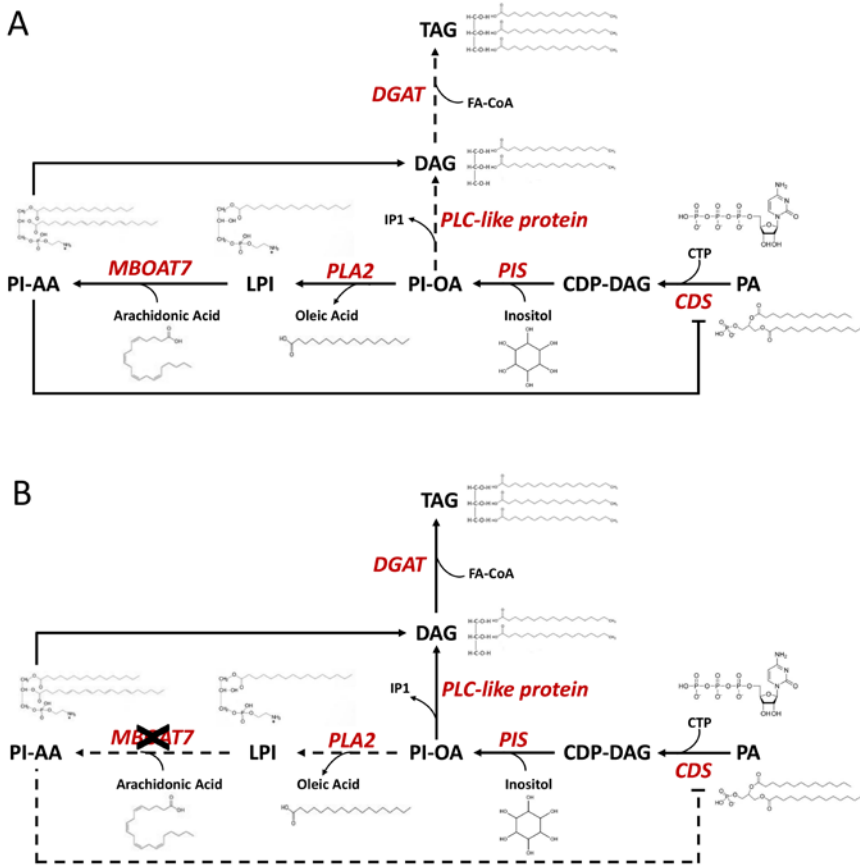 A
TAG
DGAT
FA-CoA
DAG
IP1
PLC-like protein
CTP
MBOAT7
PLA2
PIS
PI-AA
LPI
PI-OA
CDP-DAG
PA
CDS
Arachidonic Acid
Oleic Acid
Inositol
B
TAG
DGAT
FA-CoA
DAG
IP1
PLC-like protein
CTP
MBOAT7
PLA2
PIS
PI-AA
LPI
PI-OA
CDP-DAG
PA
CDS
Arachidonic Acid
Oleic Acid
Inositol